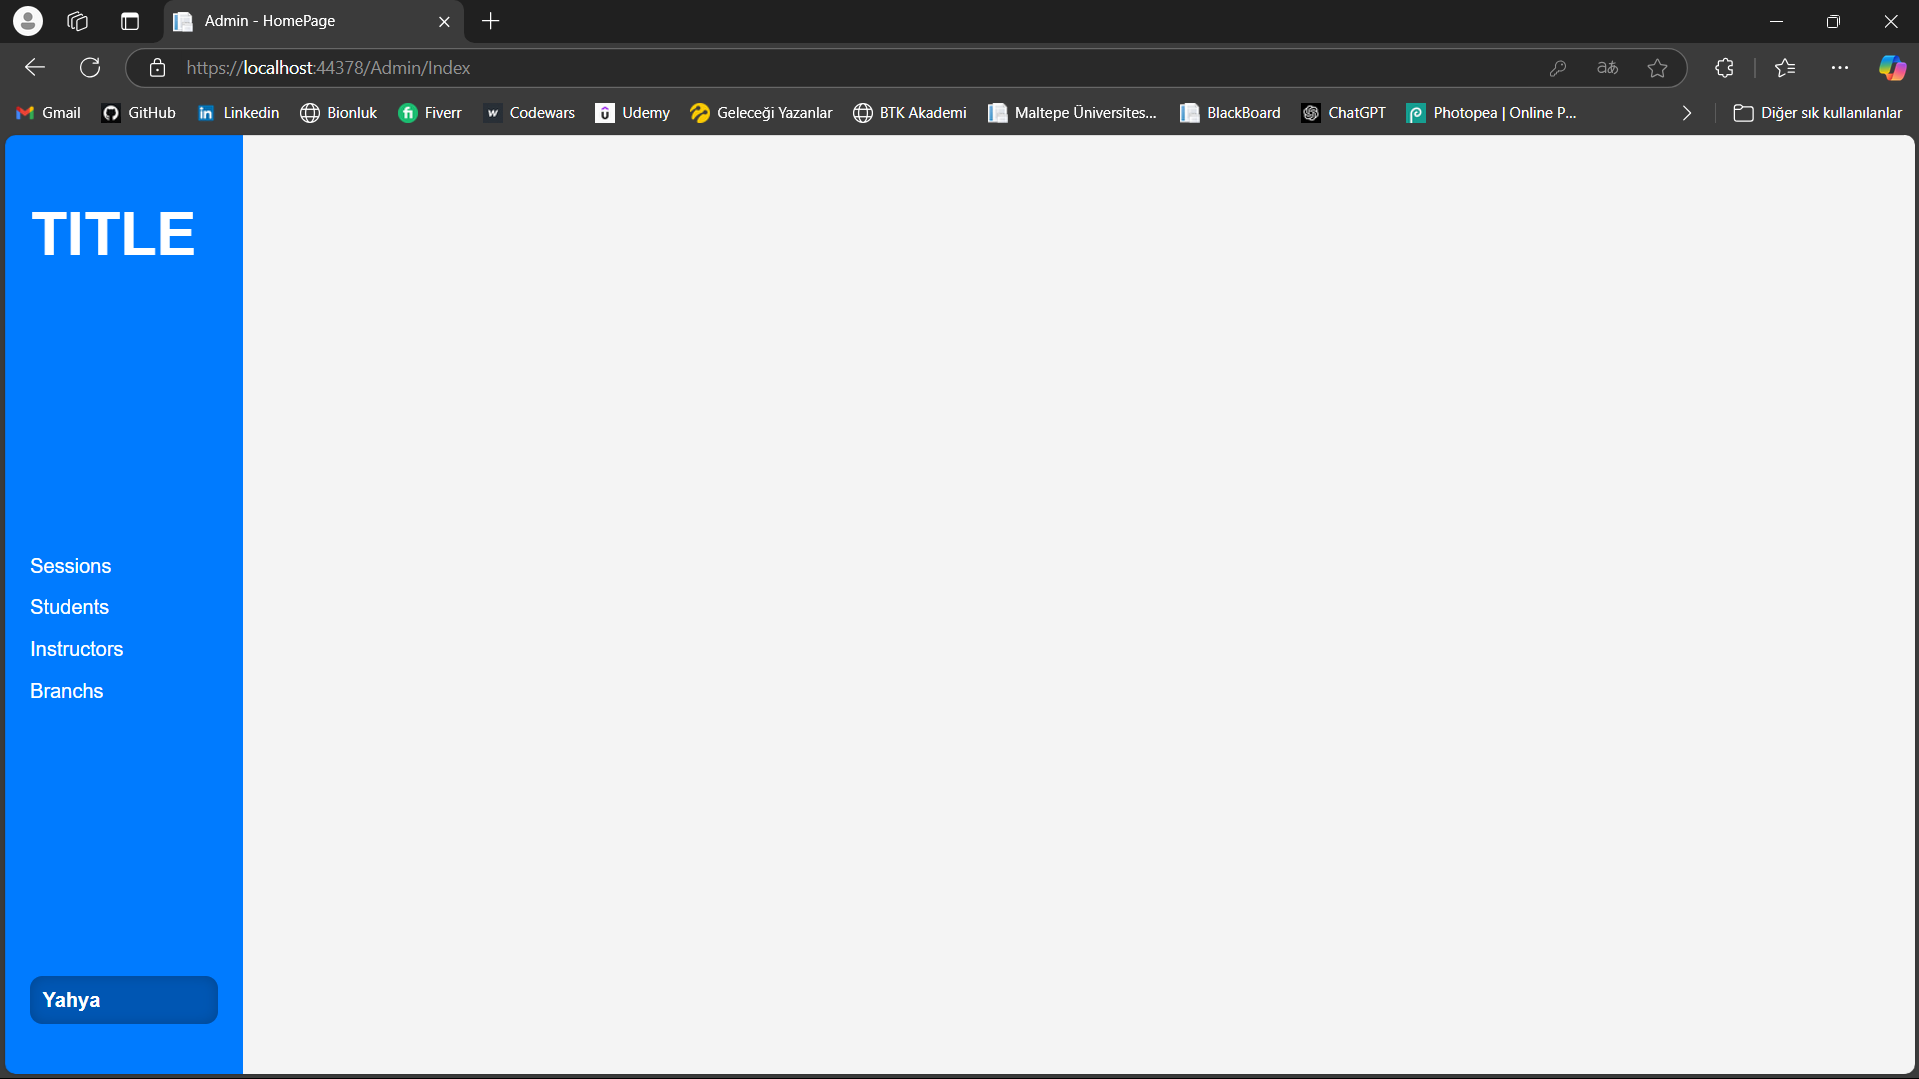 Admin - HomePage
https://localhost:44378/Admin/Index
Gmail GitHub Linkedin Bionluk Fiverr Codewars Udemy Geleceği Yazanlar BTK Akademi Maltepe Üniversites... BlackBoard ChatGPT Photopea | Online P... Diğer sık kullanılanlar
TITLE
Sessions
Students
Instructors
Branchs
Yahya